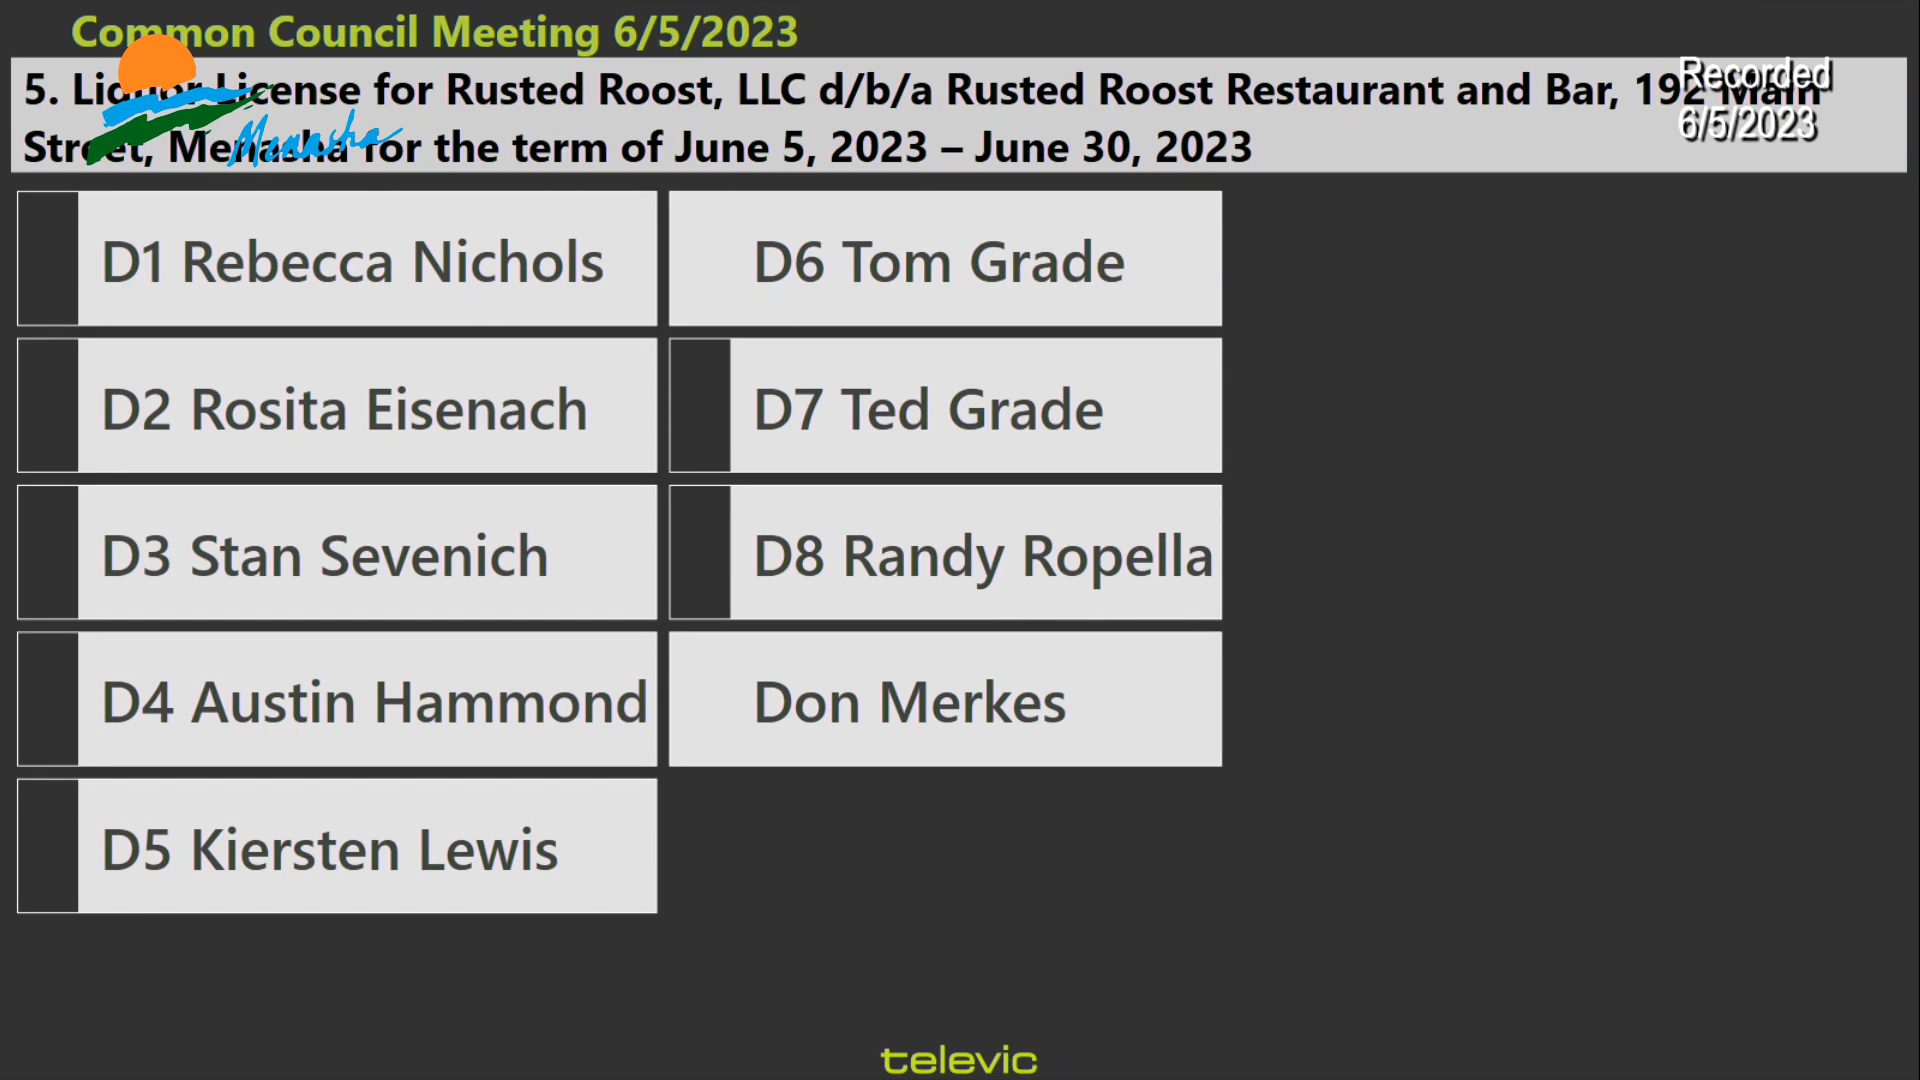 Common Council Meeting 6/5/2023
5. Liquor License for Rusted Roost, LLC d/b/a Rusted Roost Restaurant and Bar, 192 Main
Street, Menasha for the term of June 5, 2023 – June 30, 2023
Menasha
Recorded
6/5/2023
D1 Rebecca Nichols
D6 Tom Grade
D2 Rosita Eisenach
D7 Ted Grade
D3 Stan Sevenich
D8 Randy Ropella
D4 Austin Hammond
Don Merkes
D5 Kiersten Lewis
televic